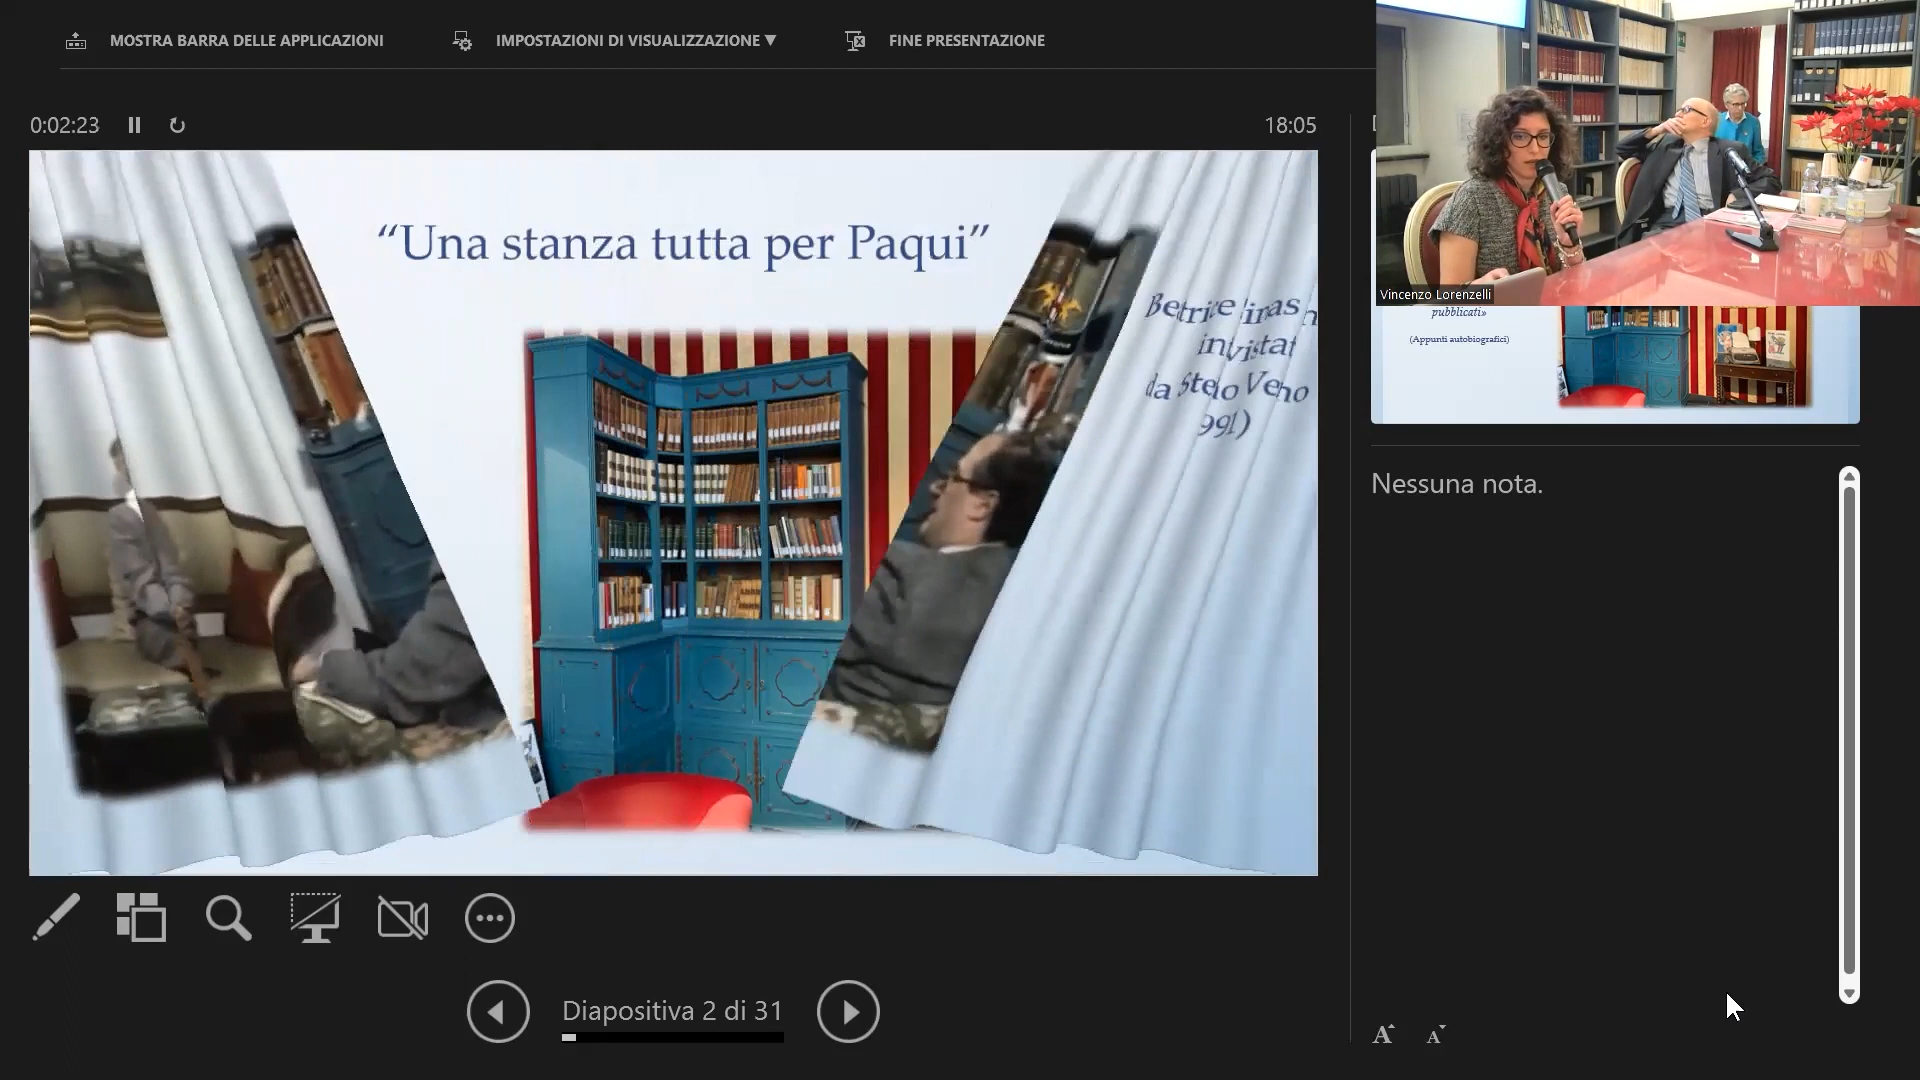 MOSTRA BARRA DELLE APPLICAZIONI
IMPOSTAZIONI DI VISUALIZZAZIONE ▼
FINE PRESENTAZIONE
0:02:23
18:05
“Una stanza tutta per Paqui”
da
Vincenzo Lorenzelli
pubblicati»
(Appunti autobiografici)
Nessuna nota.
Diapositiva 2 di 31